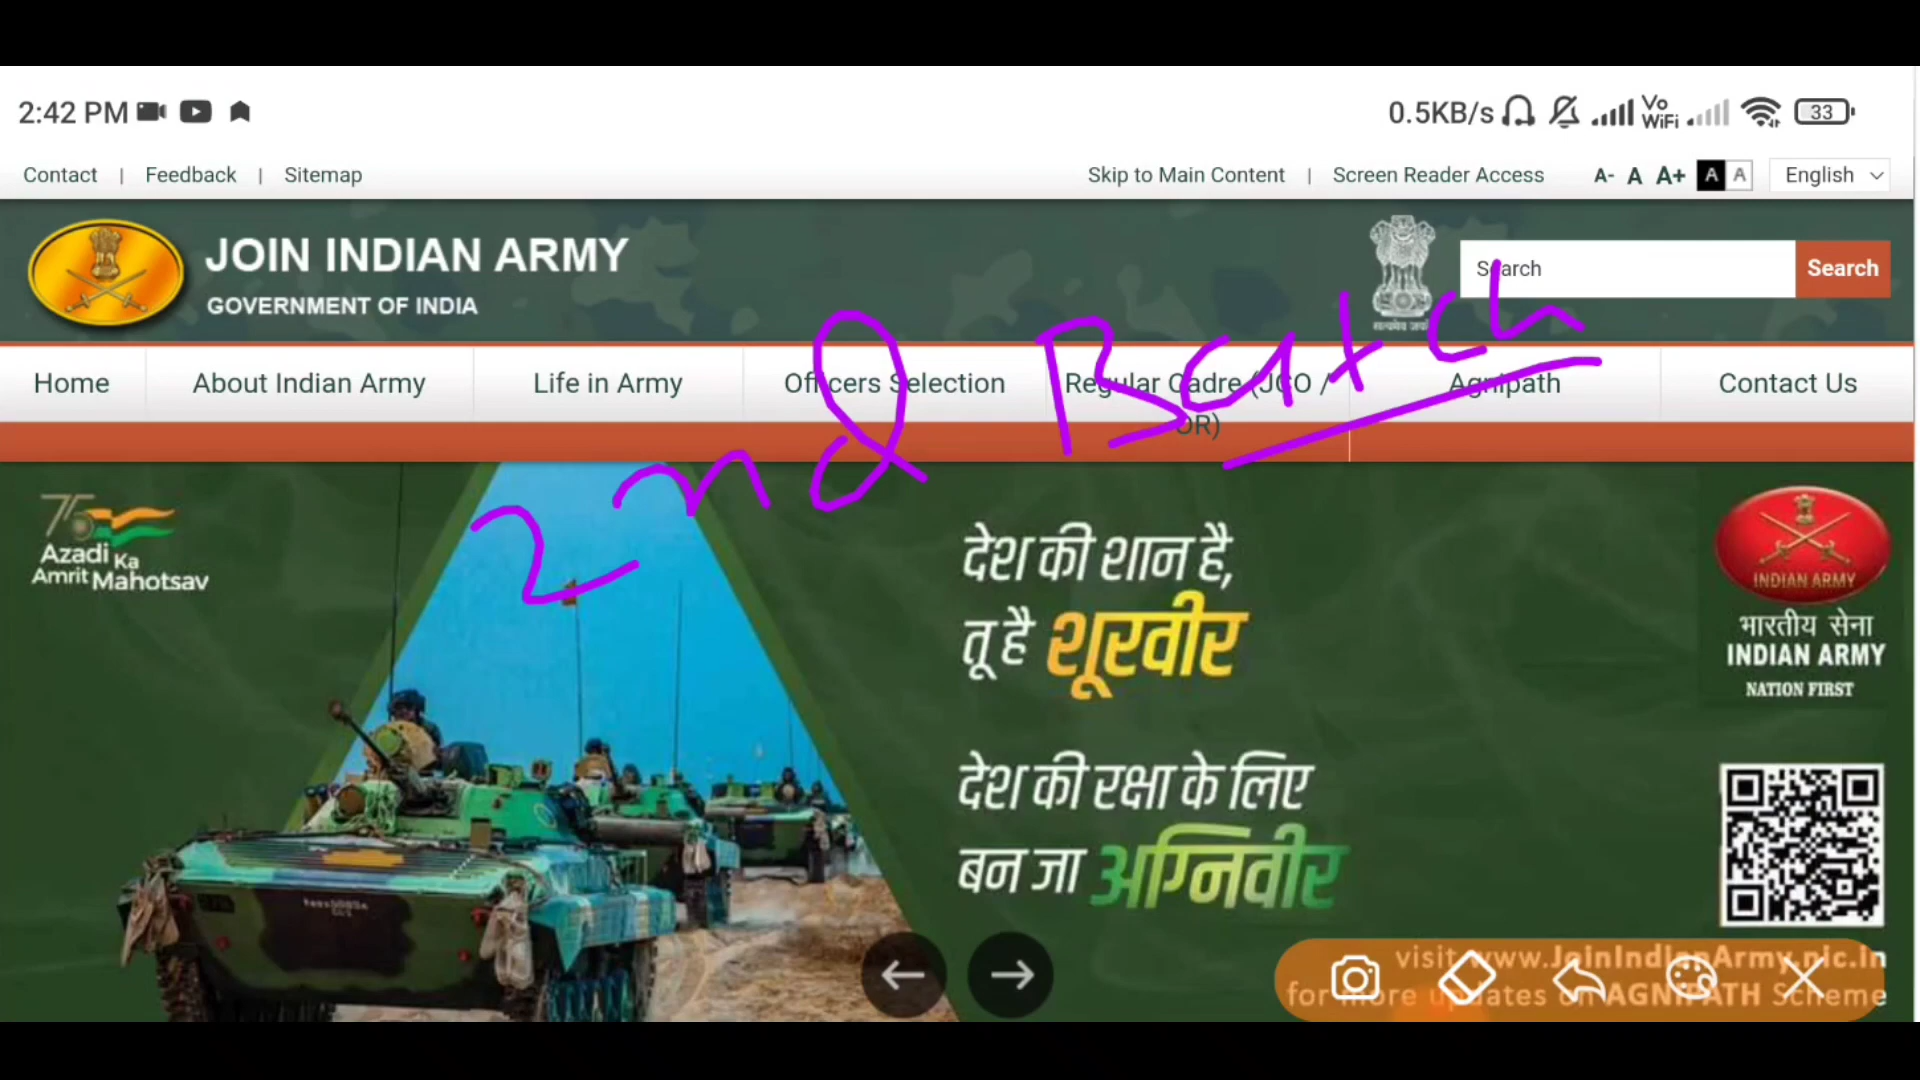 2:42 PM
0.5KB/s Vo WiFi 33
Contact | Feedback | Sitemap
Skip to Main Content | Screen Reader Access A- A A+ A A English
JOIN INDIAN ARMY
GOVERNMENT OF INDIA
सत्यमेव जयते
Search Search
Home About Indian Army Life in Army Officers Selection Regular Cadre (JCO / OR) Agnipath Contact Us
2nd Batch
75
Azadi Ka
Amrit Mahotsav
देश की शान है,
तू है शूरवीर
देश की रक्षा के लिए
बन जा अग्निवीर
INDIAN ARMY
भारतीय सेना
INDIAN ARMY
NATION FIRST
visit www.JoinIndianArmy.nic.in
for more updates on AGNIPATH Scheme